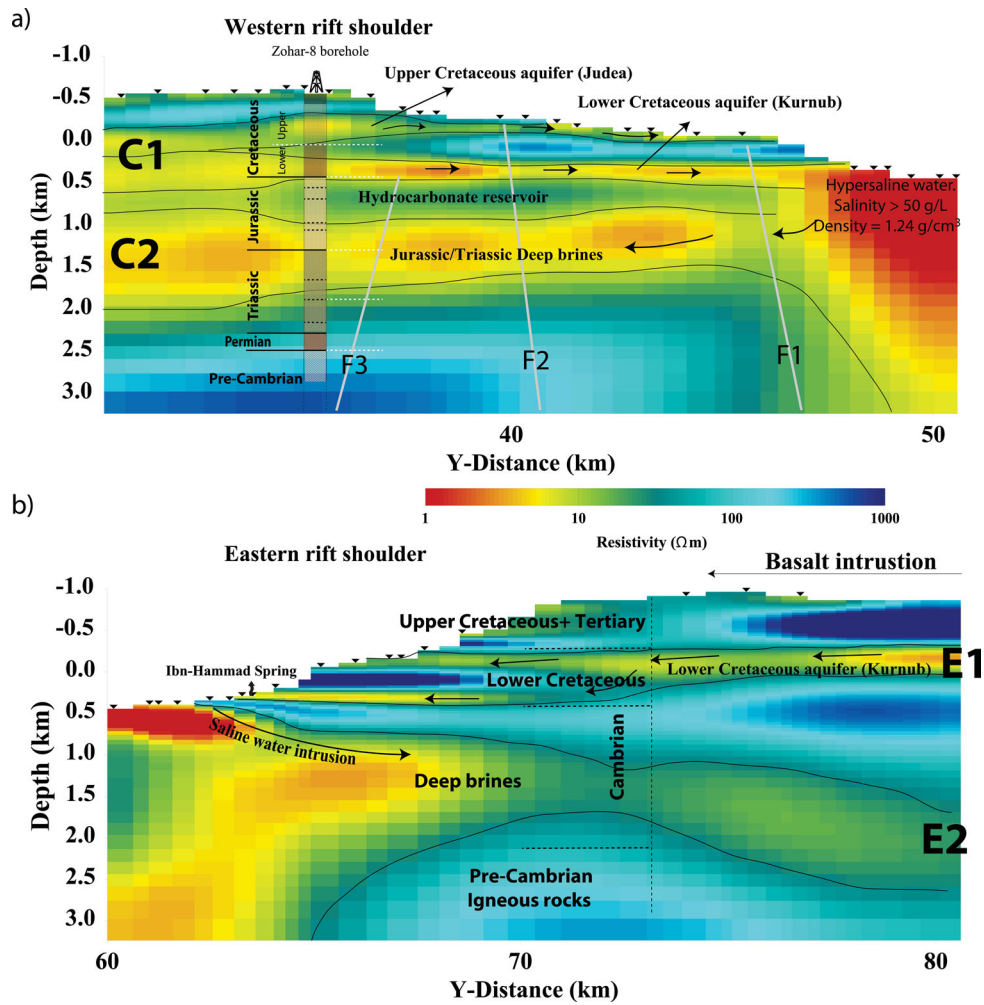 a)
Western rift shoulder
Zohar-8 borehole
Upper Cretaceous aquifer (Judea)
Lower Cretaceous aquifer (Kurnub)
-1.0
-0.5
0.0
0.5
1.0
1.5
2.0
2.5
3.0
Depth (km)
C1
C2
Cretaceous
Upper
Lower
Jurassic
Triassic
Permian
Pre-Cambrian
Hydrocarbonate reservoir
Jurassic/Triassic Deep brines
Hypersaline water.
Salinity > 50 g/L
Density = 1.24 g/cm³
F3
F2
F1
40
50
Y-Distance (km)
b)
1
10
100
1000
Resistivity (Ωm)
Eastern rift shoulder
Basalt intrustion
-1.0
-0.5
0.0
0.5
1.0
1.5
2.0
2.5
3.0
Depth (km)
Upper Cretaceous+ Tertiary
Ibn-Hammad Spring
Lower Cretaceous
Lower Cretaceous aquifer (Kurnub)
E1
Saline water intrusion
Deep brines
Cambrian
E2
Pre-Cambrian
Igneous rocks
60
70
80
Y-Distance (km)